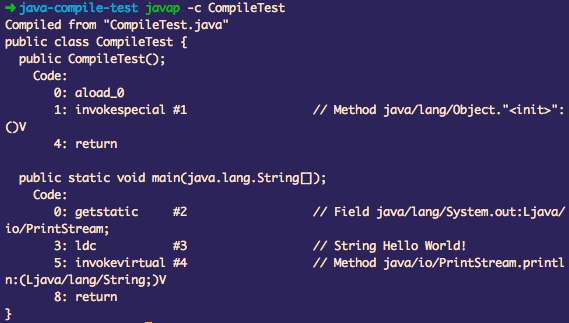 ➜ java-compile-test javap -c CompileTest
Compiled from "CompileTest.java"
public class CompileTest {
  public CompileTest();
    Code:
       0: aload_0
       1: invokespecial #1                  // Method java/lang/Object."<init>":
()V
       4: return

  public static void main(java.lang.String[]);
    Code:
       0: getstatic     #2                  // Field java/lang/System.out:Ljava/
io/PrintStream;
       3: ldc           #3                  // String Hello World!
       5: invokevirtual #4                  // Method java/io/PrintStream.printl
n:(Ljava/lang/String;)V
       8: return
}